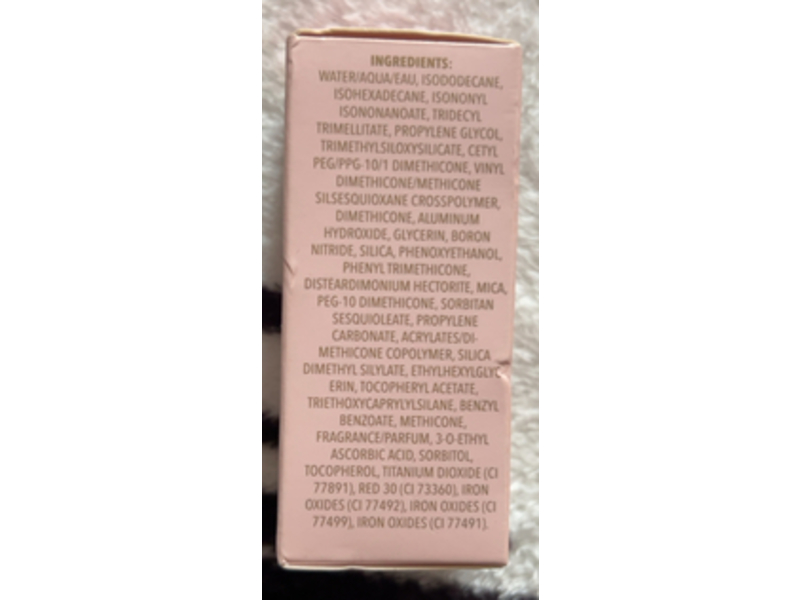 INGREDIENTS:
WATER/AQUA/EAU, ISODODECANE,
ISOHEXADECANE, ISONONYL
ISONONANOATE, TRIDECYL
TRIMELLITATE, PROPYLENE GLYCOL,
TRIMETHYLSILOXYSILICATE, CETYL
PEG/PPG-10/1 DIMETHICONE, VINYL
DIMETHICONE/METHICONE
SILSESQUIOXANE CROSSPOLYMER,
DIMETHICONE, ALUMINUM
HYDROXIDE, GLYCERIN, BORON
NITRIDE, SILICA, PHENOXYETHANOL,
PHENYL TRIMETHICONE,
DISTEARDIMONIUM HECTORITE, MICA,
PEG-10 DIMETHICONE, SORBITAN
SESQUIOLEATE, PROPYLENE
CARBONATE, ACRYLATES/DI-
METHICONE COPOLYMER, SILICA
DIMETHYL SILYLATE, ETHYLHEXYLGLYC
ERIN, TOCOPHERYL ACETATE,
TRIETHOXYCAPRYLYLSILANE, BENZYL
BENZOATE, METHICONE,
FRAGRANCE/PARFUM, 3-O-ETHYL
ASCORBIC ACID, SORBITOL,
TOCOPHEROL, TITANIUM DIOXIDE (CI
77891), RED 30 (CI 73360), IRON
OXIDES (CI 77492), IRON OXIDES (CI
77499), IRON OXIDES (CI 77491).